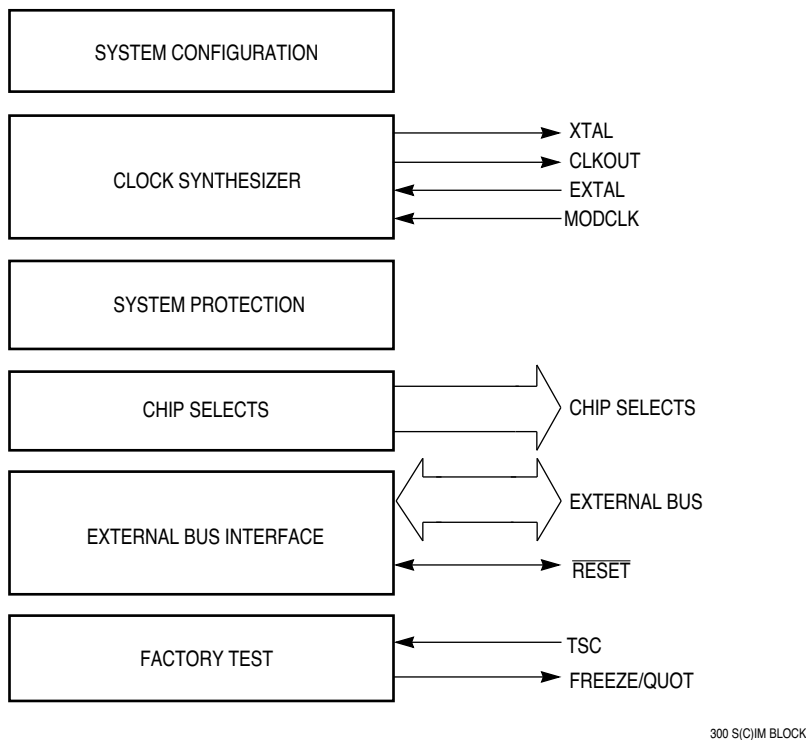 SYSTEM CONFIGURATION
CLOCK SYNTHESIZER
XTAL
CLKOUT
EXTAL
MODCLK
SYSTEM PROTECTION
CHIP SELECTS
CHIP SELECTS
EXTERNAL BUS INTERFACE
EXTERNAL BUS
RESET
FACTORY TEST
TSC
FREEZE/QUOT
300 S(C)IM BLOCK